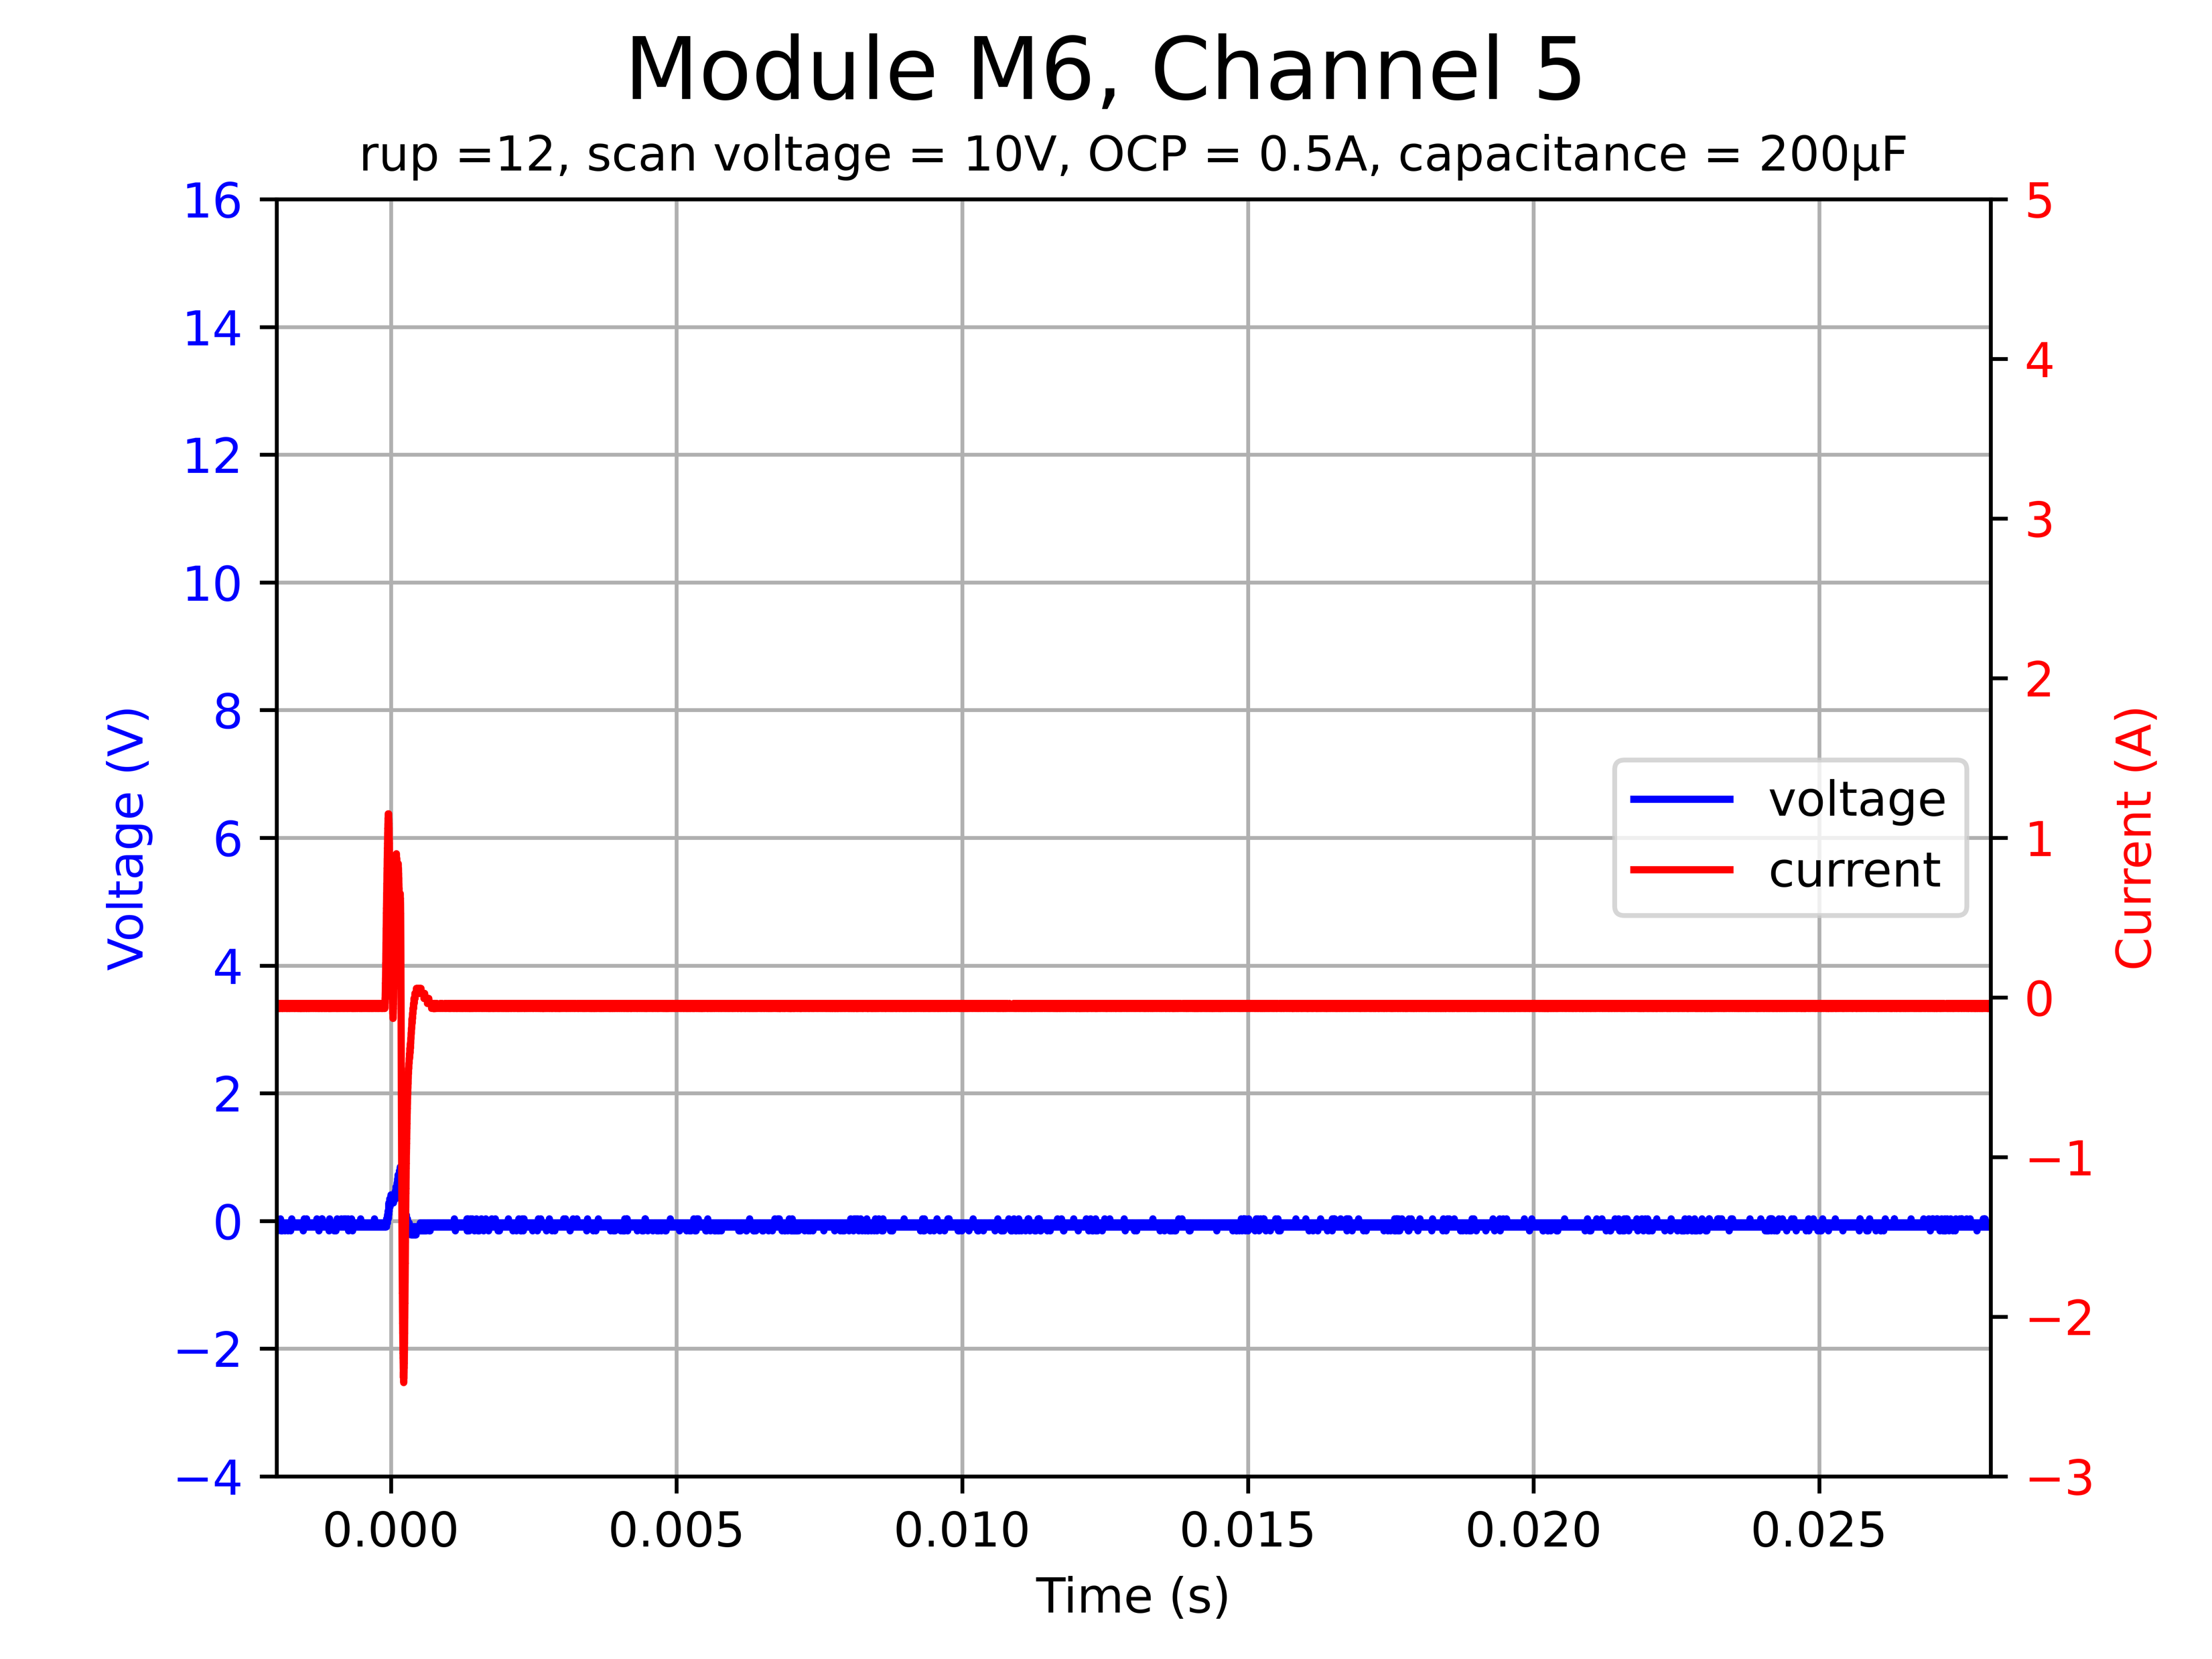 Module M6, Channel 5
rup =12, scan voltage = 10V, OCP = 0.5A, capacitance = 200μF
16
14
12
10
8
6
4
2
0
−2
−4
Voltage (V)
5
4
3
2
1
0
−1
−2
−3
Current (A)
voltage
current
0.000 0.005 0.010 0.015 0.020 0.025
Time (s)